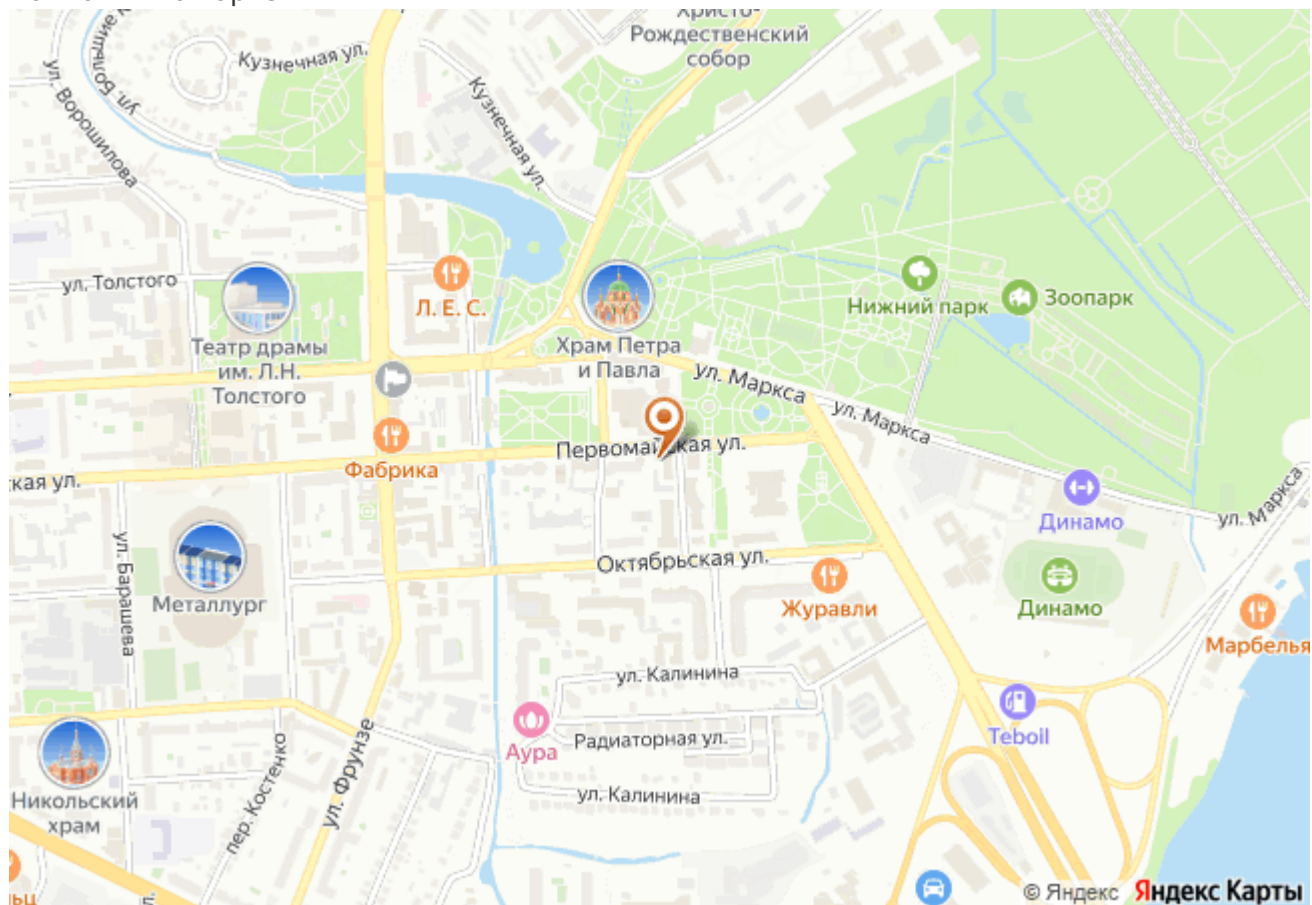 Христо-
Рождественский
собор
Кузнечная ул.
ул. Ворошилова
Кузнечная ул.
ул. Толстого
Л. Е. С.
Театр драмы
им. Л.Н.
Толстого
Храм Петра
и Павла
Нижний парк
Зоопарк
ул. Маркса
ул. Маркса
Фабрика
Первомайская ул.
кая ул.
Динамо
ул. Маркса
ул. Барашева
Металлург
Октябрьская ул.
Журавли
Динамо
Марбелья
ул. Калинина
Аура
Радиаторная ул.
Teboil
ул. Калинина
Никольский
храм
пер. Костенко
ул. Фрунзе
© Яндекс Яндекс Карты